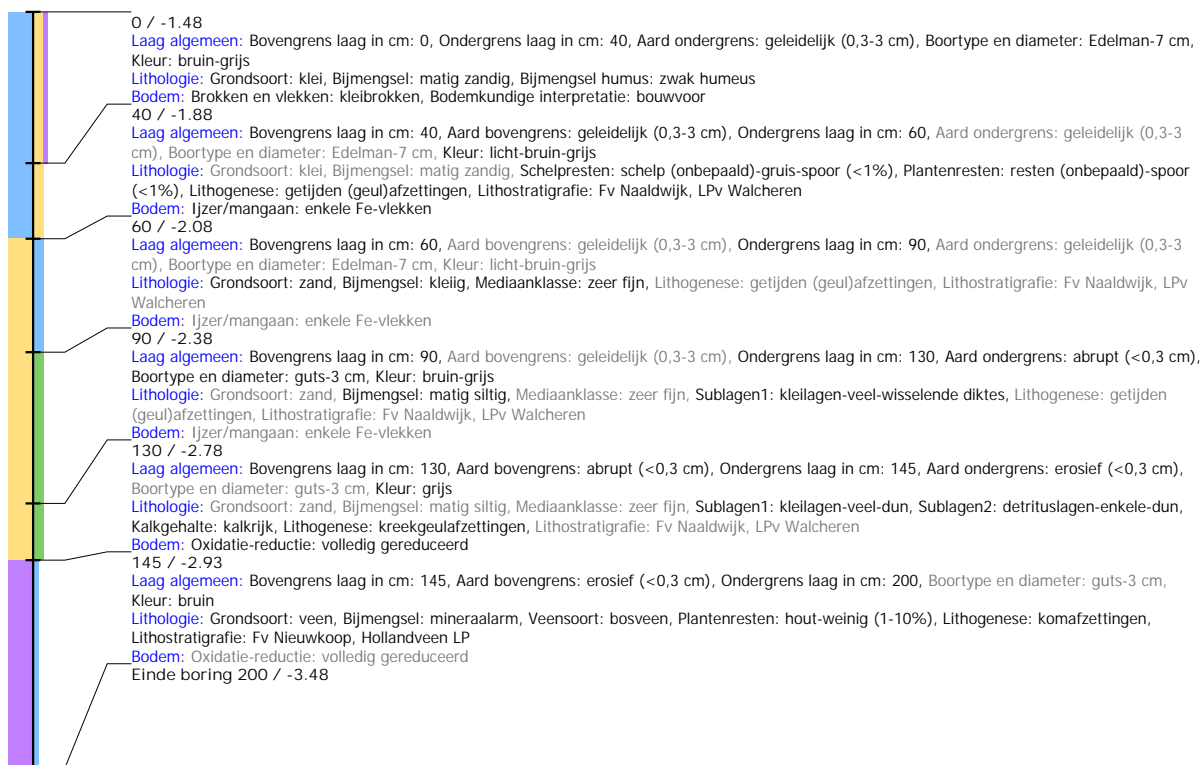 0 / -1.48
Laag algemeen: Bovengrens laag in cm: 0, Ondergrens laag in cm: 40, Aard ondergrens: geleidelijk (0,3-3 cm), Boortype en diameter: Edelman-7 cm,
Kleur: bruin-grijs
Lithologie: Grondsoort: klei, Bijmengsel: matig zandig, Bijmengsel humus: zwak humeus
Bodem: Brokken en vlekken: kleibrokken, Bodemkundige interpretatie: bouwvoor
40 / -1.88
Laag algemeen: Bovengrens laag in cm: 40, Aard bovengrens: geleidelijk (0,3-3 cm), Ondergrens laag in cm: 60, Aard ondergrens: geleidelijk (0,3-3
cm), Boortype en diameter: Edelman-7 cm, Kleur: licht-bruin-grijs
Lithologie: Grondsoort: klei, Bijmengsel: matig zandig, Schelpresten: schelp (onbepaald)-gruis-spoor (<1%), Plantenresten: resten (onbepaald)-spoor
(<1%), Lithogenese: getijden (geul)afzettingen, Lithostratigrafie: Fv Naaldwijk, LPv Walcheren
Bodem: Ijzer/mangaan: enkele Fe-vlekken
60 / -2.08
Laag algemeen: Bovengrens laag in cm: 60, Aard bovengrens: geleidelijk (0,3-3 cm), Ondergrens laag in cm: 90, Aard ondergrens: geleidelijk (0,3-3
cm), Boortype en diameter: Edelman-7 cm, Kleur: licht-bruin-grijs
Lithologie: Grondsoort: zand, Bijmengsel: kleiig, Mediaanklasse: zeer fijn, Lithogenese: getijden (geul)afzettingen, Lithostratigrafie: Fv Naaldwijk, LPv
Walcheren
Bodem: Ijzer/mangaan: enkele Fe-vlekken
90 / -2.38
Laag algemeen: Bovengrens laag in cm: 90, Aard bovengrens: geleidelijk (0,3-3 cm), Ondergrens laag in cm: 130, Aard ondergrens: abrupt (<0,3 cm),
Boortype en diameter: guts-3 cm, Kleur: bruin-grijs
Lithologie: Grondsoort: zand, Bijmengsel: matig siltig, Mediaanklasse: zeer fijn, Sublagen1: kleilagen-veel-wisselende diktes, Lithogenese: getijden
(geul)afzettingen, Lithostratigrafie: Fv Naaldwijk, LPv Walcheren
Bodem: Ijzer/mangaan: enkele Fe-vlekken
130 / -2.78
Laag algemeen: Bovengrens laag in cm: 130, Aard bovengrens: abrupt (<0,3 cm), Ondergrens laag in cm: 145, Aard ondergrens: erosief (<0,3 cm),
Boortype en diameter: guts-3 cm, Kleur: grijs
Lithologie: Grondsoort: zand, Bijmengsel: matig siltig, Mediaanklasse: zeer fijn, Sublagen1: kleilagen-veel-dun, Sublagen2: detrituslagen-enkele-dun,
Kalkgehalte: kalkrijk, Lithogenese: kreekgeulafzettingen, Lithostratigrafie: Fv Naaldwijk, LPv Walcheren
Bodem: Oxidatie-reductie: volledig gereduceerd
145 / -2.93
Laag algemeen: Bovengrens laag in cm: 145, Aard bovengrens: erosief (<0,3 cm), Ondergrens laag in cm: 200, Boortype en diameter: guts-3 cm,
Kleur: bruin
Lithologie: Grondsoort: veen, Bijmengsel: mineraalarm, Veensoort: bosveen, Plantenresten: hout-weinig (1-10%), Lithogenese: komafzettingen,
Lithostratigrafie: Fv Nieuwkoop, Hollandveen LP
Bodem: Oxidatie-reductie: volledig gereduceerd
Einde boring 200 / -3.48